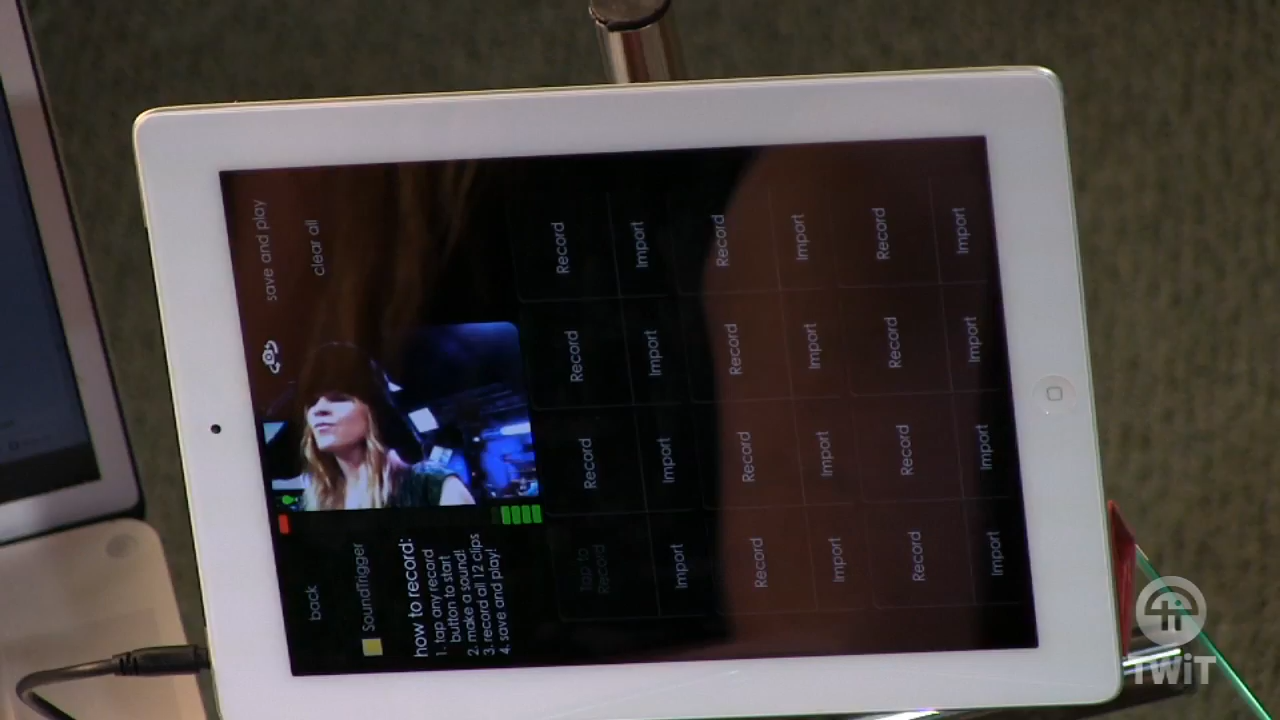 back
save and play
SoundTrigger
clear all
how to record:
1. tap any record
button to start
2. make a sound!
3. record all 12 clips
4. save and play!
Tap to
Record
Record
Record
Record
Import
Import
Import
Import
Record
Record
Record
Record
Import
Import
Import
Import
Record
Record
Record
Record
Import
Import
Import
Import
TWiT